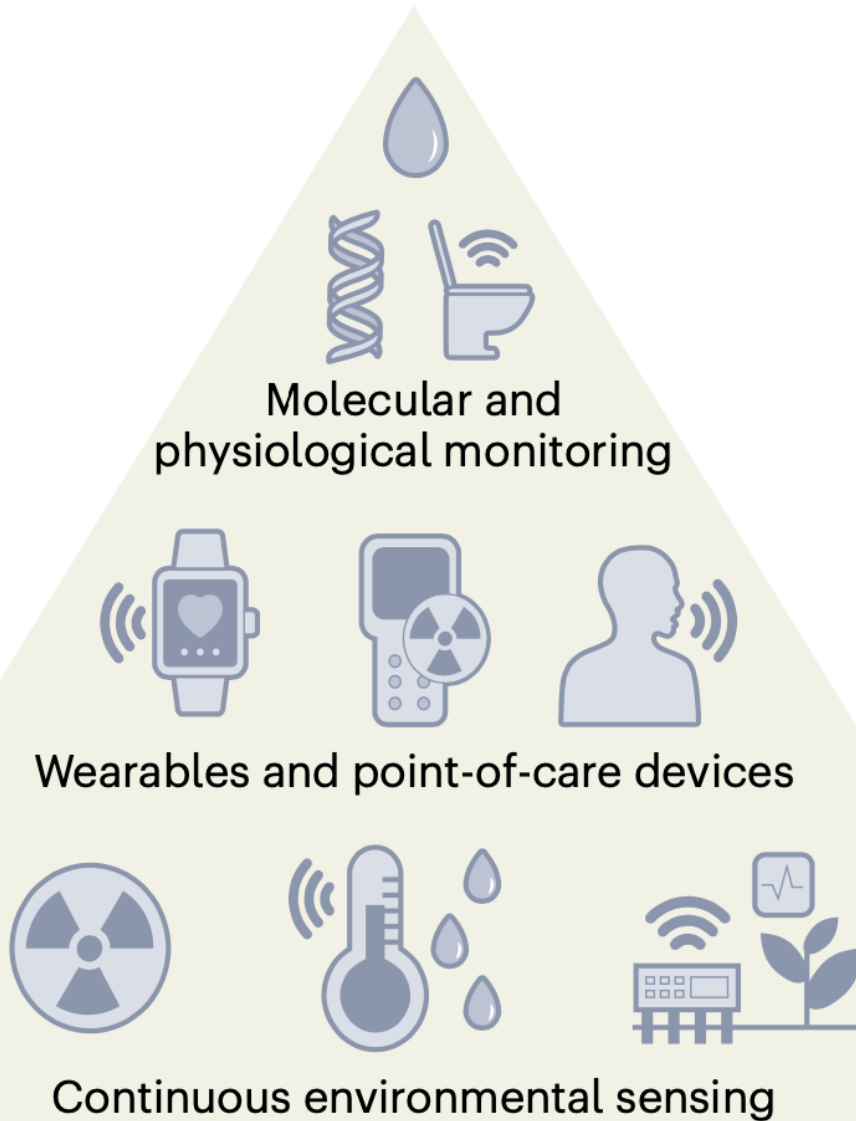 Molecular and
physiological monitoring
Wearables and point-of-care devices
Continuous environmental sensing